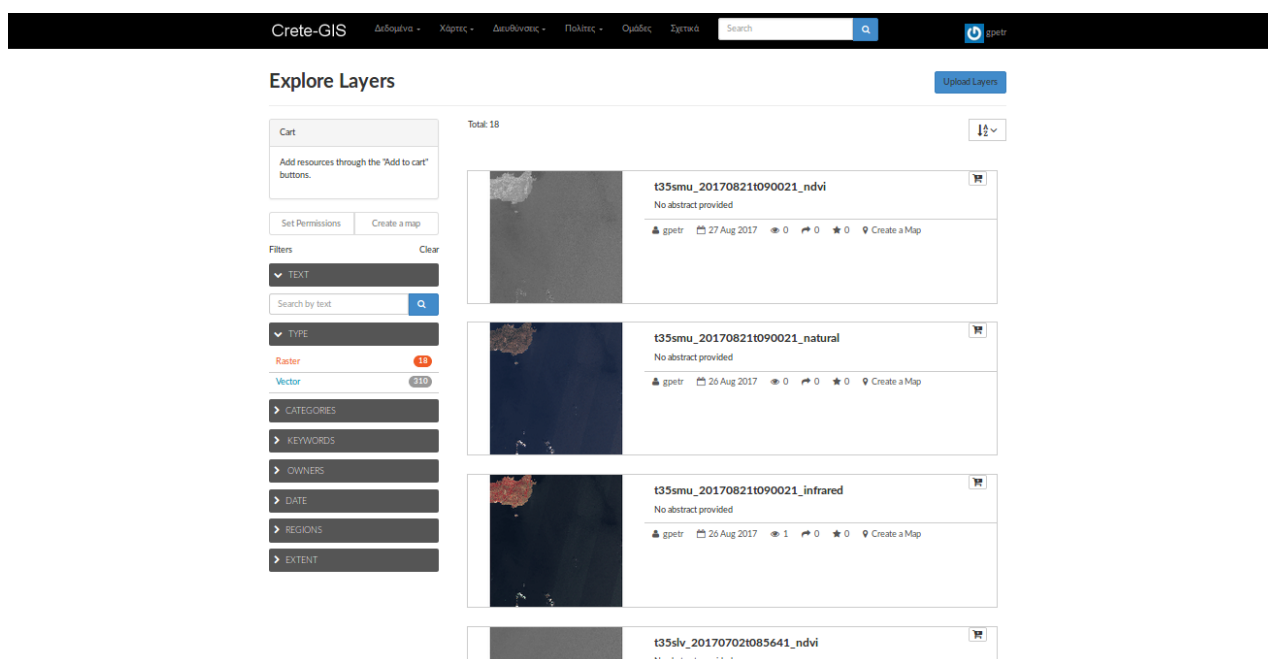 Crete-GIS Δεδομένα Χάρτες Διευθύνσεις Πολίτες Ομάδες Σχετικά Search gpetr
Explore Layers
Upload Layers
Cart
Add resources through the "Add to cart"
buttons.
Set Permissions Create a map
Filters Clear
TEXT
Search by text
TYPE
Raster 18
Vector 310
CATEGORIES
KEYWORDS
OWNERS
DATE
REGIONS
EXTENT
Total: 18
t35smu_20170821t090021_ndvi
No abstract provided
gpetr 27 Aug 2017 0 0 0 Create a Map
t35smu_20170821t090021_natural
No abstract provided
gpetr 26 Aug 2017 0 0 0 Create a Map
t35smu_20170821t090021_infrared
No abstract provided
gpetr 26 Aug 2017 1 0 0 Create a Map
t35slv_20170702t085641_ndvi